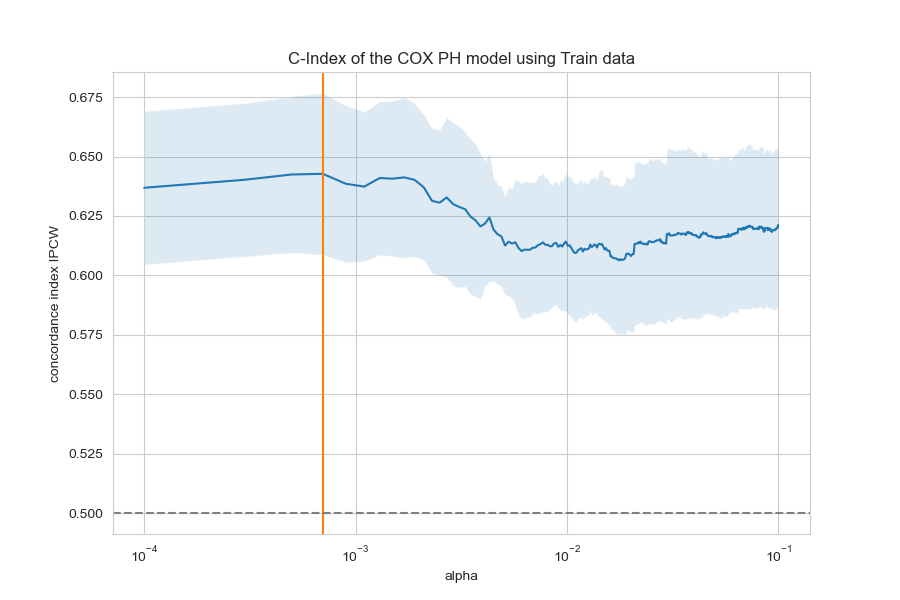 C-Index of the COX PH model using Train data
concordance index IPCW
0.675
0.650
0.625
0.600
0.575
0.550
0.525
0.500
10⁻⁴ 10⁻³ 10⁻² 10⁻¹
alpha